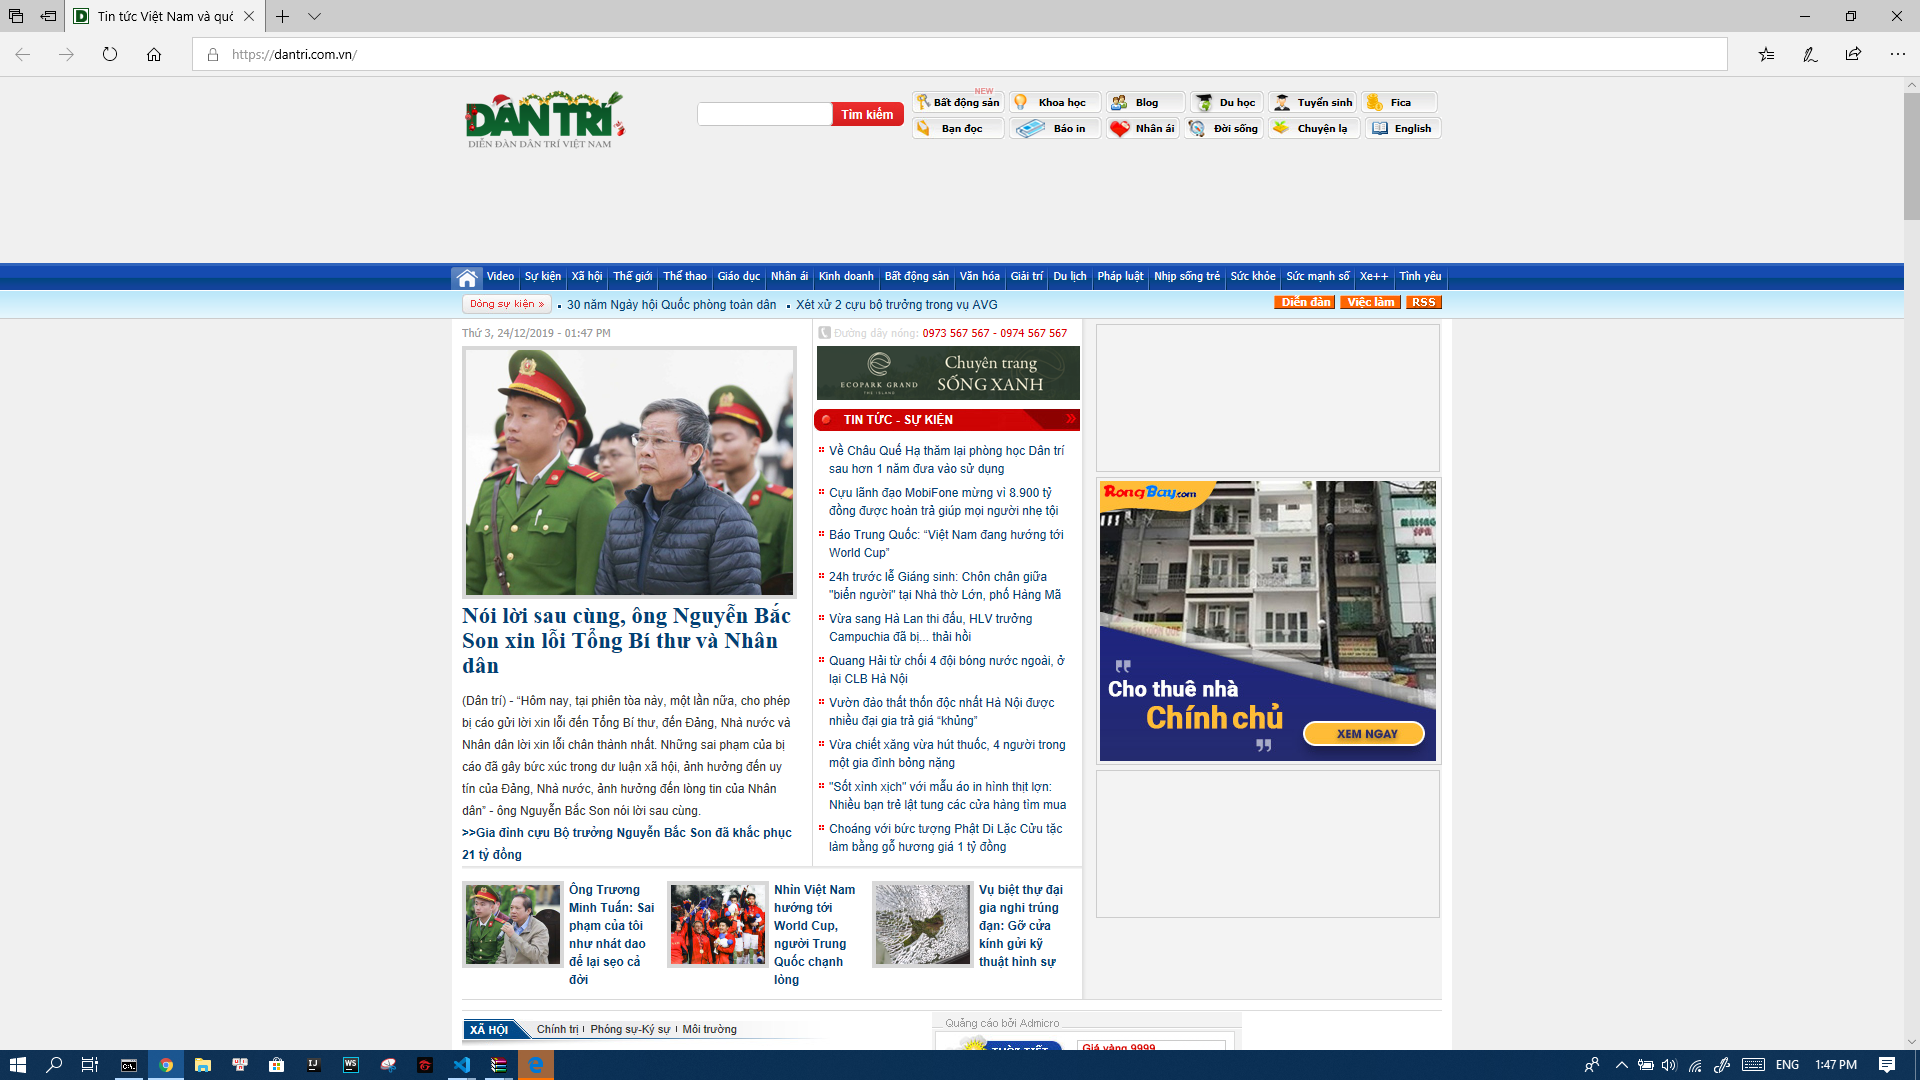 Tin tức Việt Nam và quố
https://dantri.com.vn/
DÂN TRÍ
DIỄN ĐÀN DÂN TRÍ VIỆT NAM
Tìm kiếm
NEW
Bất động sản
Khoa học
Blog
Du học
Tuyển sinh
Fica
Bạn đọc
Báo in
Nhân ái
Đời sống
Chuyện lạ
English
Video
Sự kiện
Xã hội
Thế giới
Thể thao
Giáo dục
Nhân ái
Kinh doanh
Bất động sản
Văn hóa
Giải trí
Du lịch
Pháp luật
Nhịp sống trẻ
Sức khỏe
Sức mạnh số
Xe++
Tình yêu
Dòng sự kiện »
30 năm Ngày hội Quốc phòng toàn dân
Xét xử 2 cựu bộ trưởng trong vụ AVG
Diễn đàn
Việc làm
RSS
Thứ 3, 24/12/2019 - 01:47 PM
Nói lời sau cùng, ông Nguyễn Bắc
Son xin lỗi Tổng Bí thư và Nhân
dân
(Dân trí) - “Hôm nay, tại phiên tòa này, một lần nữa, cho phép
bị cáo gửi lời xin lỗi đến Tổng Bí thư, đến Đảng, Nhà nước và
Nhân dân lời xin lỗi chân thành nhất. Những sai phạm của bị
cáo đã gây bức xúc trong dư luận xã hội, ảnh hưởng đến uy
tín của Đảng, Nhà nước, ảnh hưởng đến lòng tin của Nhân
dân” - ông Nguyễn Bắc Son nói lời sau cùng.
>>Gia đình cựu Bộ trưởng Nguyễn Bắc Son đã khắc phục
21 tỷ đồng
Đường dây nóng: 0973 567 567 - 0974 567 567
ECOPARK GRAND
THE ISLAND
Chuyên trang
SỐNG XANH
TIN TỨC - SỰ KIỆN
Về Châu Quế Hạ thăm lại phòng học Dân trí
sau hơn 1 năm đưa vào sử dụng
Cựu lãnh đạo MobiFone mừng vì 8.900 tỷ
đồng được hoàn trả giúp mọi người nhẹ tội
Báo Trung Quốc: “Việt Nam đang hướng tới
World Cup”
24h trước lễ Giáng sinh: Chôn chân giữa
"biển người" tại Nhà thờ Lớn, phố Hàng Mã
Vừa sang Hà Lan thi đấu, HLV trưởng
Campuchia đã bị... thải hồi
Quang Hải từ chối 4 đội bóng nước ngoài, ở
lại CLB Hà Nội
Vườn đào thất thốn độc nhất Hà Nội được
nhiều đại gia trả giá “khủng”
Vừa chiết xăng vừa hút thuốc, 4 người trong
một gia đình bỏng nặng
"Sốt xình xịch" với mẫu áo in hình thịt lợn:
Nhiều bạn trẻ lật tung các cửa hàng tìm mua
Choáng với bức tượng Phật Di Lặc Cửu tặc
làm bằng gỗ hương giá 1 tỷ đồng
RongBay.com
MASSAGE
SPA
Cho thuê nhà
Chính chủ
XEM NGAY
Ông Trương
Minh Tuấn: Sai
phạm của tôi
như nhát dao
để lại sẹo cả
đời
Nhìn Việt Nam
hướng tới
World Cup,
người Trung
Quốc chạnh
lòng
Vụ biệt thự đại
gia nghi trúng
đạn: Gỡ cửa
kính gửi kỹ
thuật hình sự
XÃ HỘI
Chính trị
Phóng sự-Ký sự
Môi trường
Quảng cáo bởi Admicro
THỜI TIẾT
Giá vàng 9999
ENG
1:47 PM